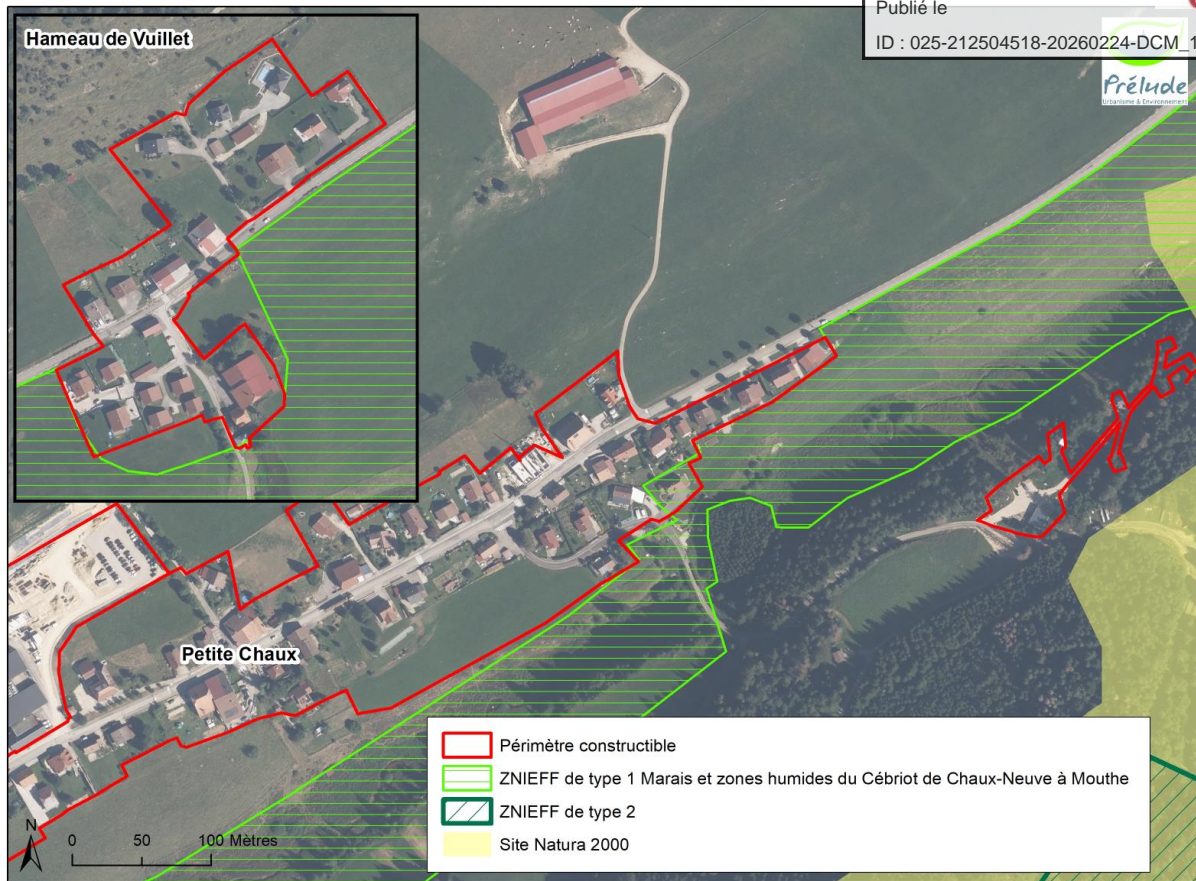 Publié le
ID : 025-212504518-20260224-DCM_1
Prélude
Urbanisme & Environnement
Hameau de Vuillet
Petite Chaux
Périmètre constructible
ZNIEFF de type 1 Marais et zones humides du Cébriot de Chaux-Neuve à Mouthe
ZNIEFF de type 2
Site Natura 2000
N
0 50 100 Mètres